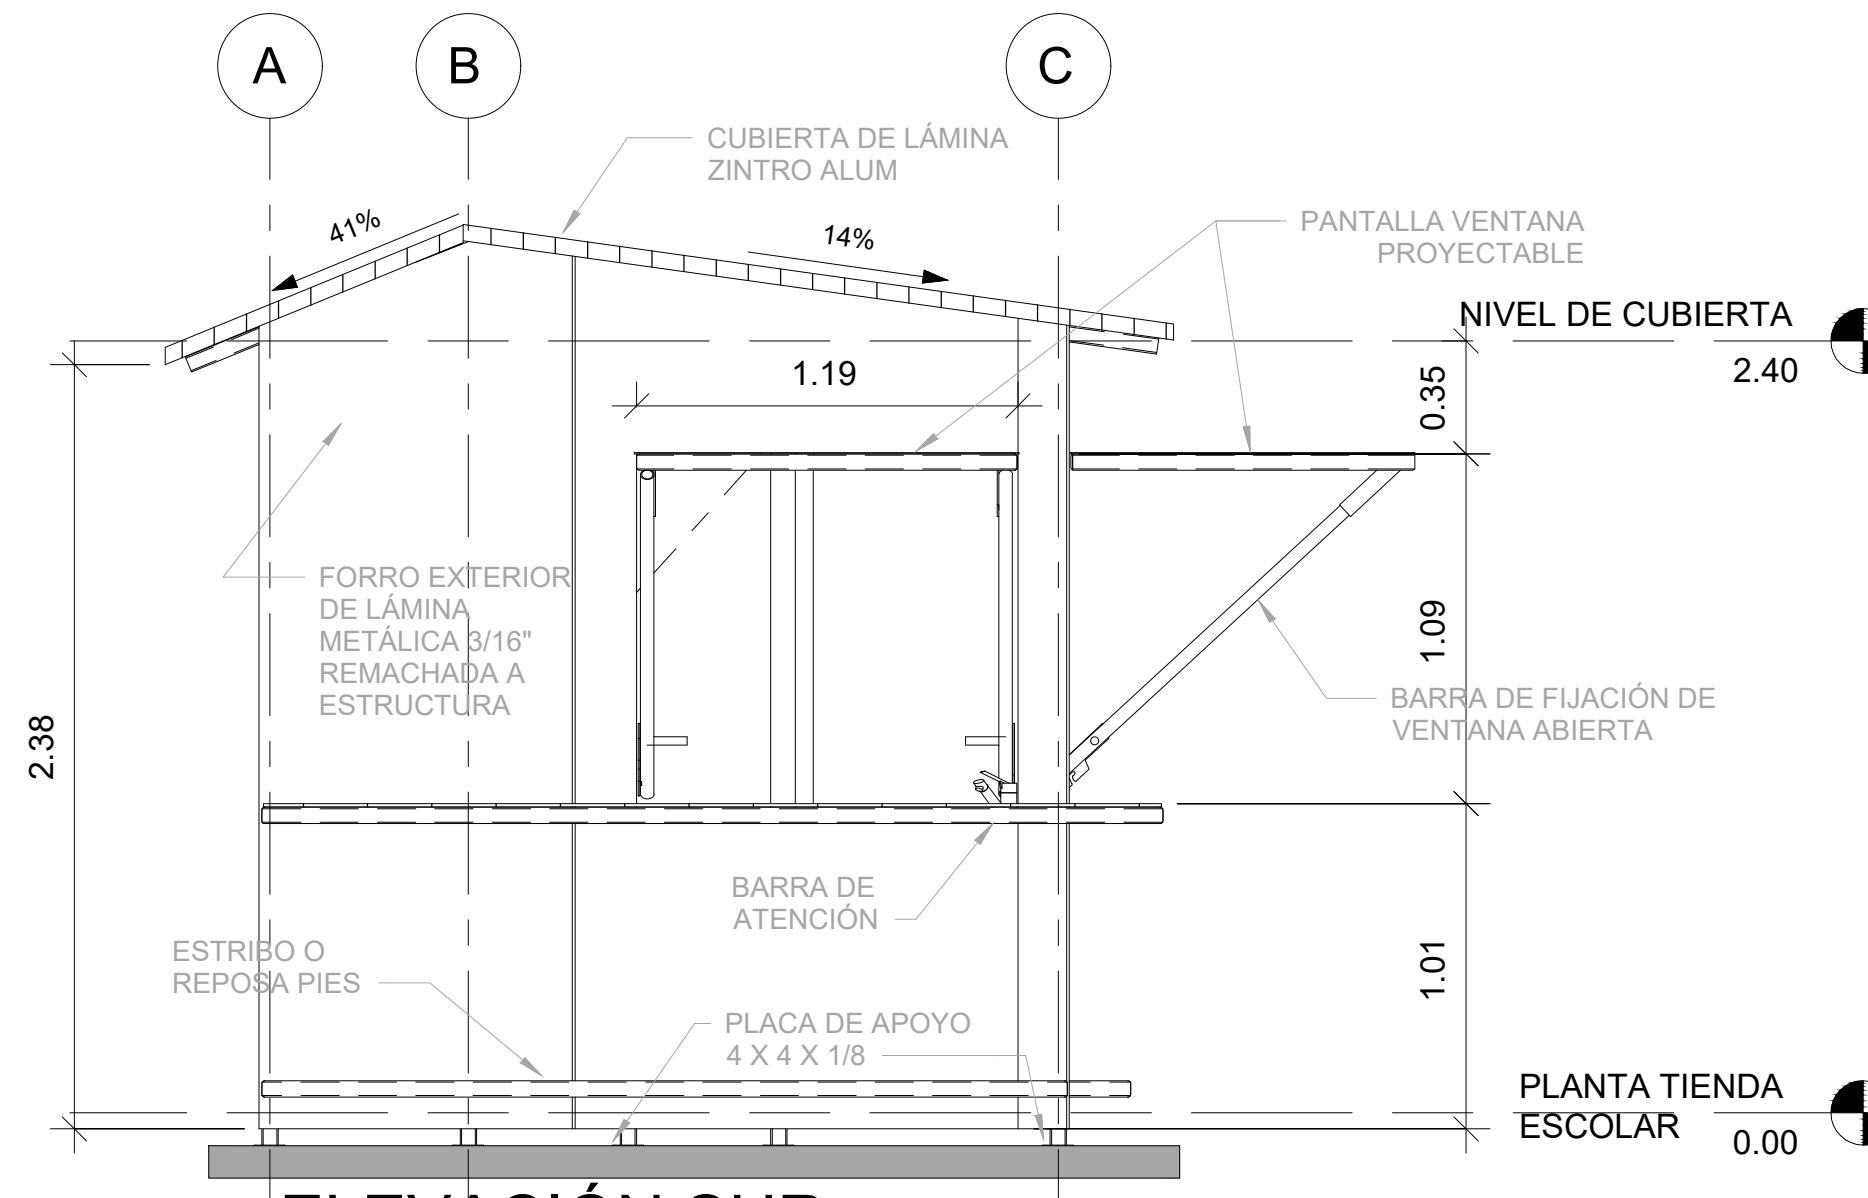 A
B
C
CUBIERTA DE LÁMINA
ZINTRO ALUM
41%
14%
PANTALLA VENTANA
PROYECTABLE
NIVEL DE CUBIERTA
2.40
1.19
0.35
FORRO EXTERIOR
DE LÁMINA
METÁLICA 3/16"
REMACHADA A
ESTRUCTURA
1.09
BARRA DE FIJACIÓN DE
VENTANA ABIERTA
2.38
BARRA DE
ATENCIÓN
ESTRIBO O
REPOSA PIES
1.01
PLACA DE APOYO
4 X 4 X 1/8
PLANTA TIENDA
ESCOLAR
0.00
ELEVACIÓN SUR